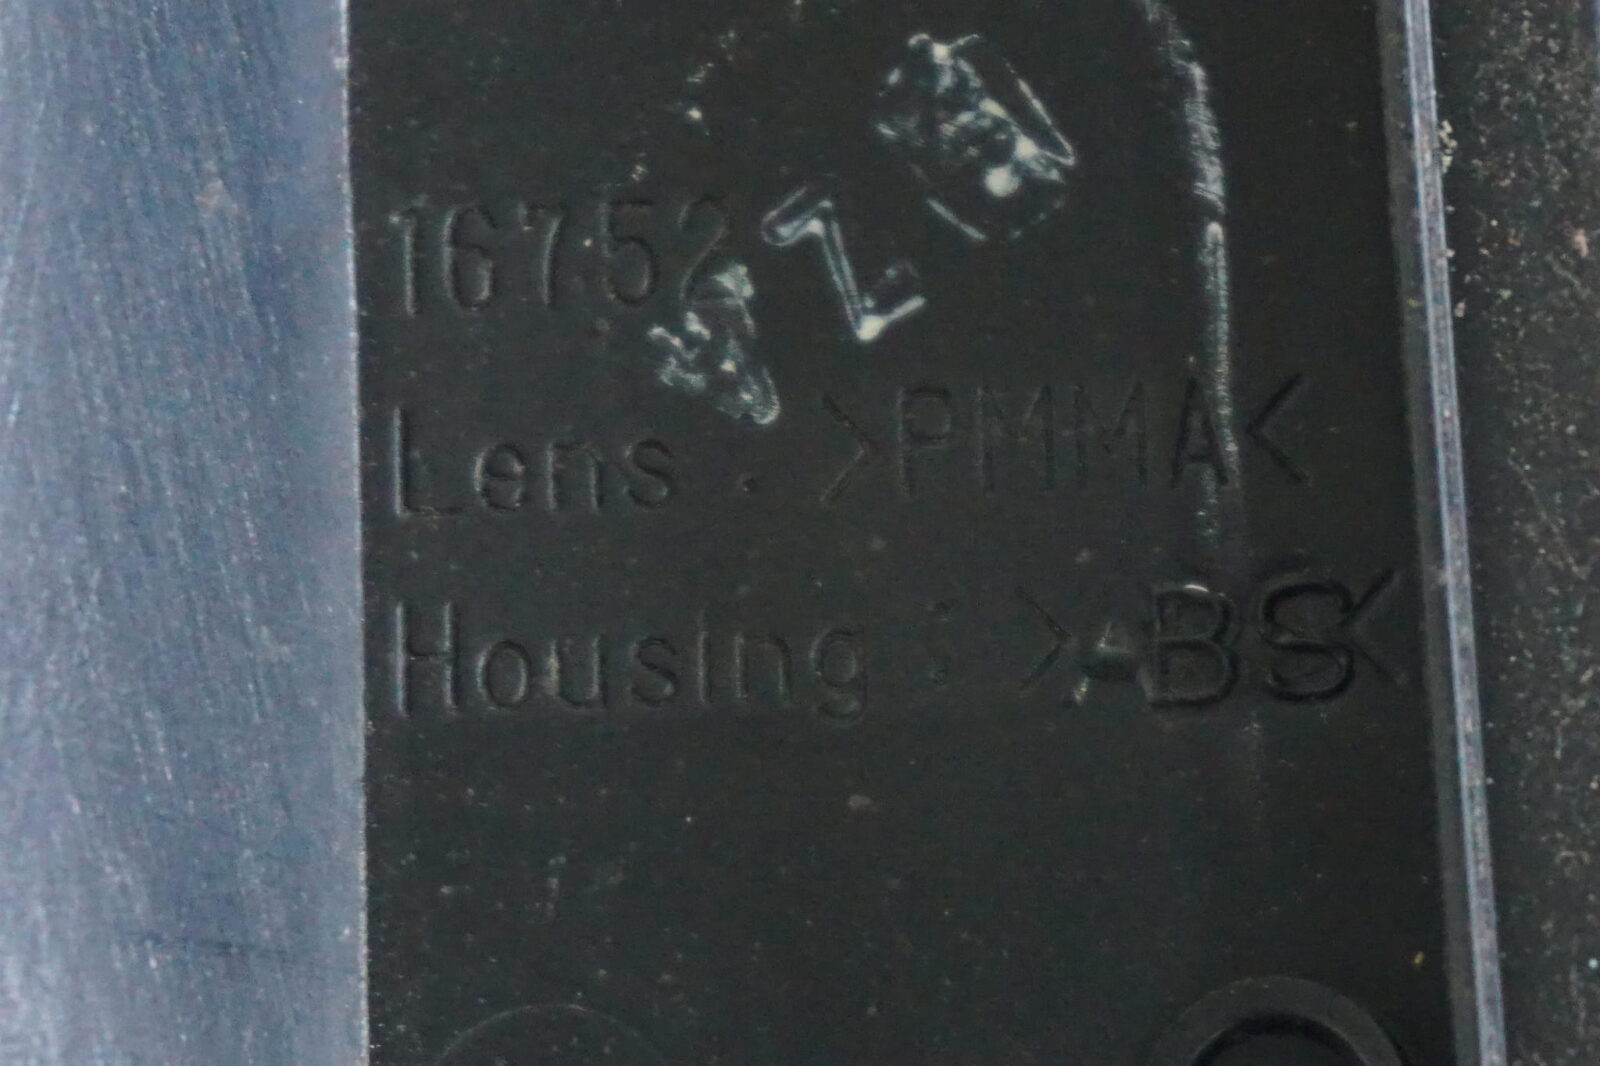 16752
Lens : >PMMA<
Housing : >ABS<